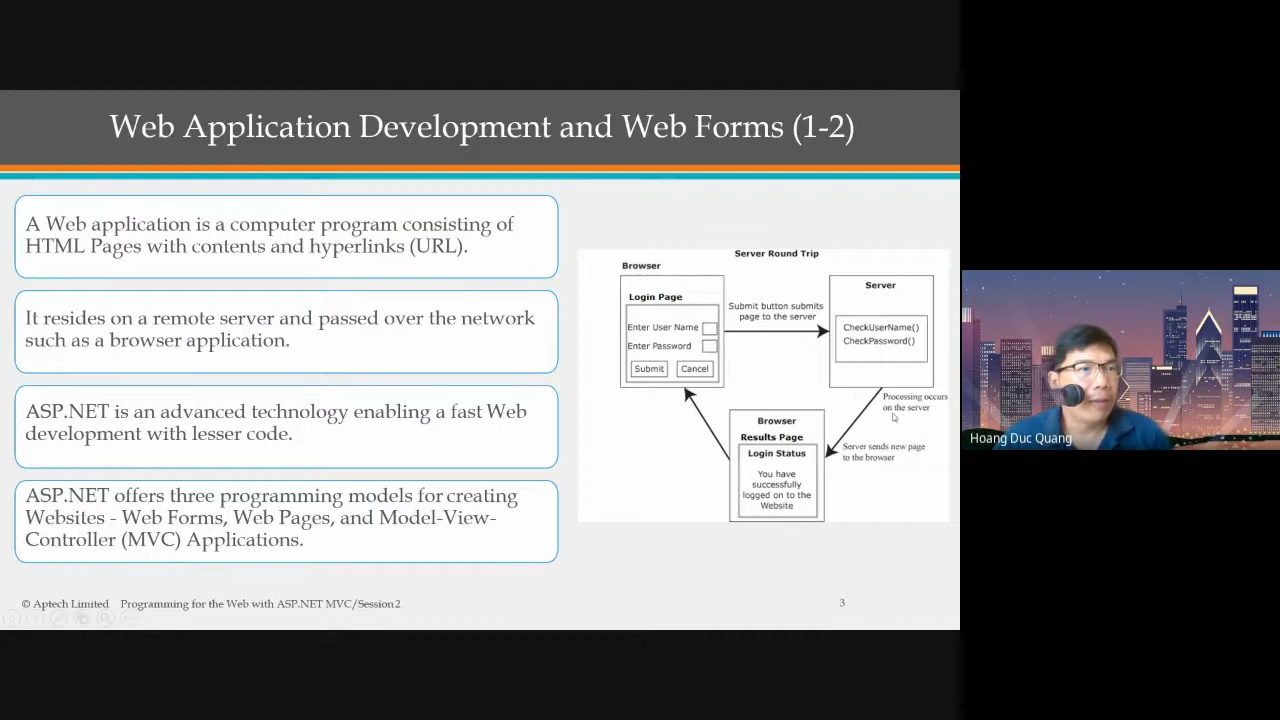 Web Application Development and Web Forms (1-2)
A Web application is a computer program consisting of
HTML Pages with contents and hyperlinks (URL).
It resides on a remote server and passed over the network
such as a browser application.
ASP.NET is an advanced technology enabling a fast Web
development with lesser code.
ASP.NET offers three programming models for creating
Websites - Web Forms, Web Pages, and Model-View-
Controller (MVC) Applications.
Server Round Trip
Browser
Login Page
Enter User Name
Enter Password
Submit
Cancel
Submit button submits
page to the server
Server
CheckUserName()
CheckPassword()
Processing occurs
on the server
Server sends new page
to the browser
Browser
Results Page
Login Status
You have
successfully
logged on to the
Website
© Aptech Limited Programming for the Web with ASP.NET MVC/Session 2
3
Hoang Duc Quang